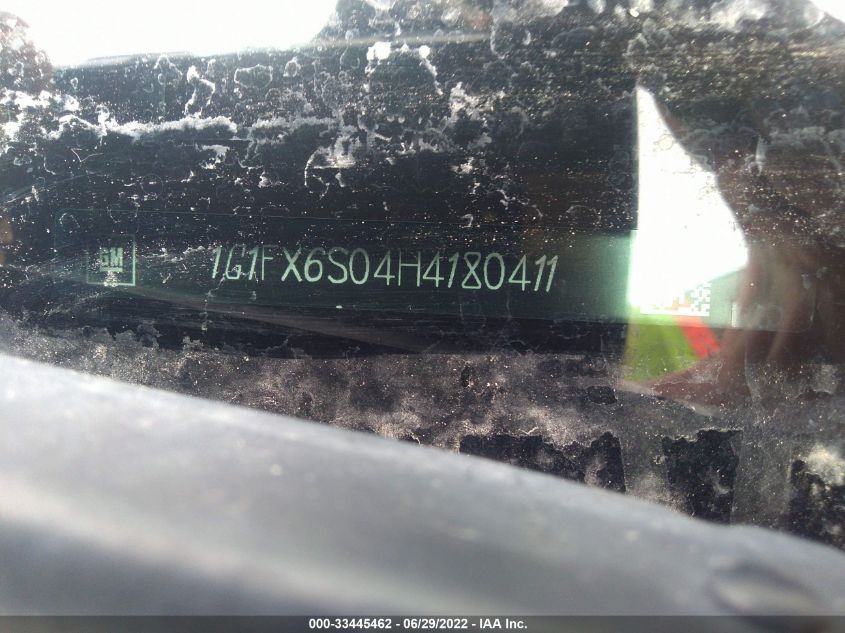 GM
1G1FX6S04H4180411
000-33445462 - 06/29/2022 - IAA Inc.